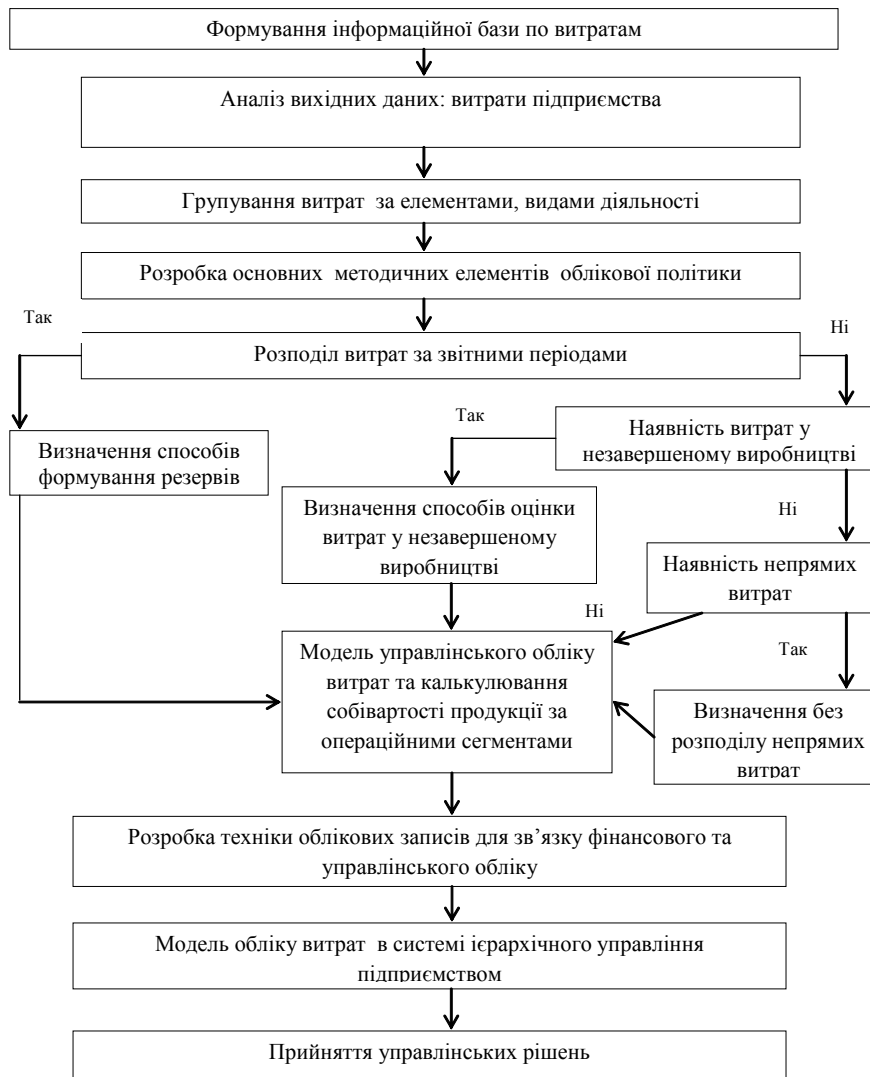 Формування інформаційної бази по витратам
Аналіз вихідних даних: витрати підприємства
Групування витрат за елементами, видами діяльності
Розробка основних методичних елементів облікової політики
Так
Ні
Розподіл витрат за звітними періодами
Так
Визначення способів
формування резервів
Наявність витрат у
незавершеному виробництві
Визначення способів оцінки
витрат у незавершеному
виробництві
Ні
Наявність непрямих
витрат
Ні
Модель управлінського обліку
витрат та калькулювання
собівартості продукції за
операційними сегментами
Так
Визначення без
розподілу непрямих
витрат
Розробка техніки облікових записів для зв’язку фінансового та
управлінського обліку
Модель обліку витрат в системі ієрархічного управління
підприємством
Прийняття управлінських рішень